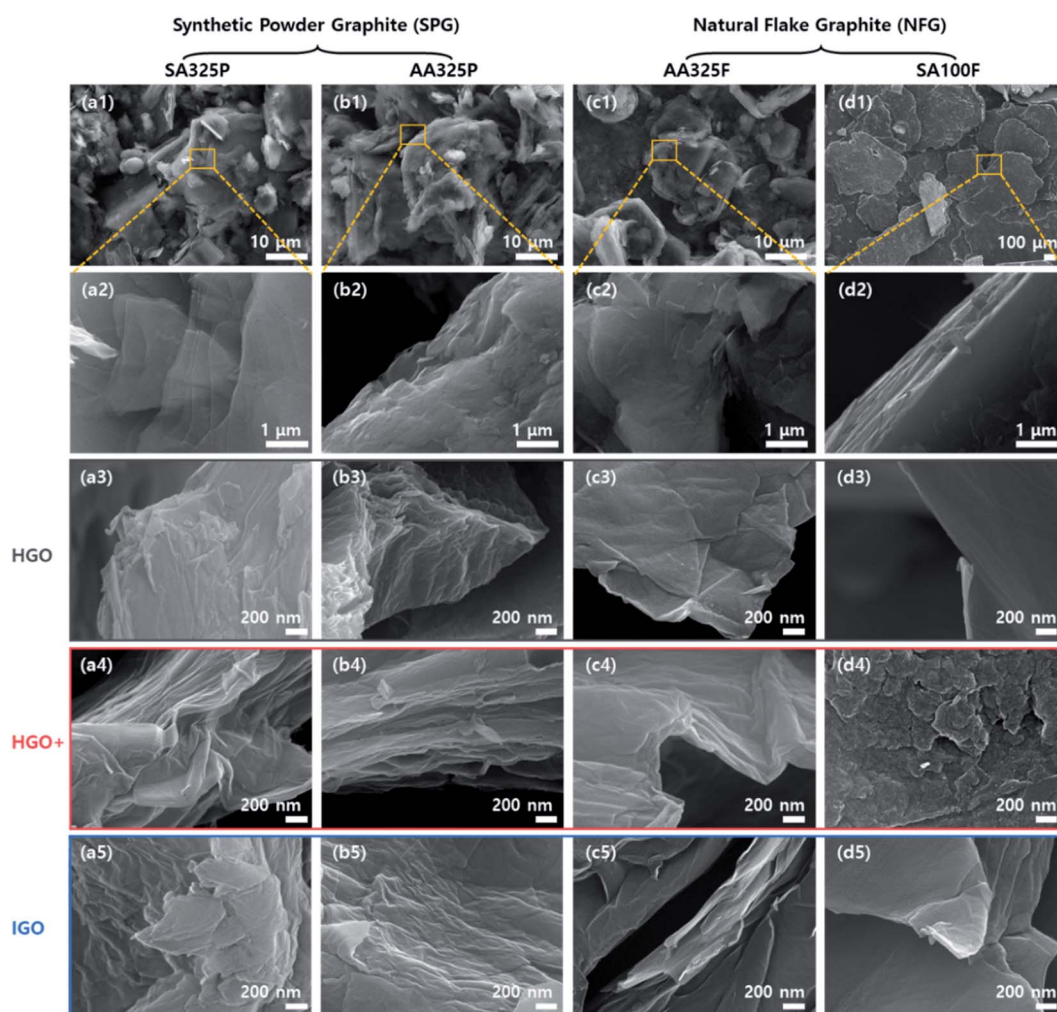 Synthetic Powder Graphite (SPG) Natural Flake Graphite (NFG)
SA325P AA325P AA325F SA100F
(a1) (b1) (c1) (d1)
10 μm 10 μm 10 μm 100 μm
(a2) (b2) (c2) (d2)
1 μm 1 μm 1 μm 1 μm
(a3) (b3) (c3) (d3)
HGO
200 nm 200 nm 200 nm 200 nm
(a4) (b4) (c4) (d4)
HGO+
200 nm 200 nm 200 nm 200 nm
(a5) (b5) (c5) (d5)
IGO
200 nm 200 nm 200 nm 200 nm